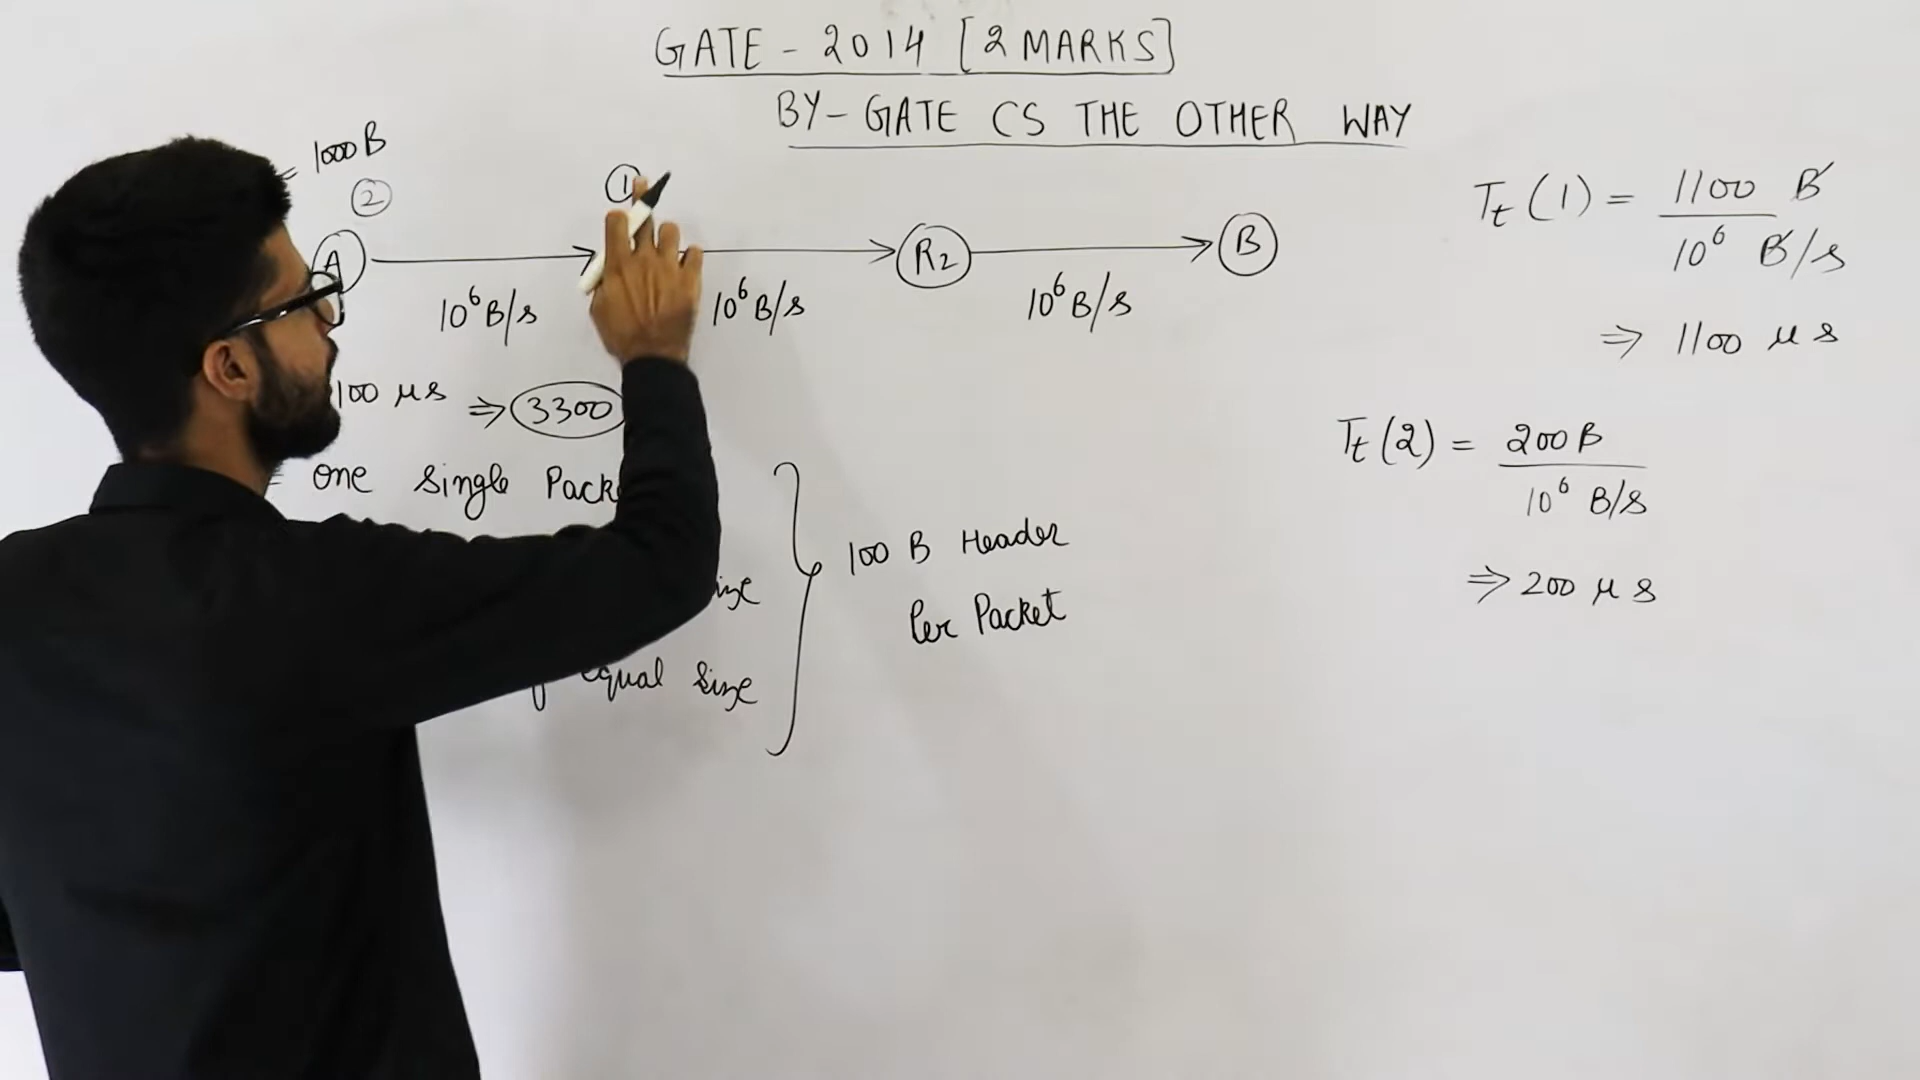 GATE - 2014 [2 MARKS]
BY - GATE CS THE OTHER WAY
= 1000 B
② ①
A R2 B
10⁶ B/s 10⁶ B/s 10⁶ B/s
100 μs ⇒ 3300
= One Single
equal Size
100 B Header
Per Packet
Tt (1) = 1100 B / 10⁶ B/s
⇒ 1100 μs
Tt (2) = 200 B / 10⁶ B/s
⇒ 200 μs